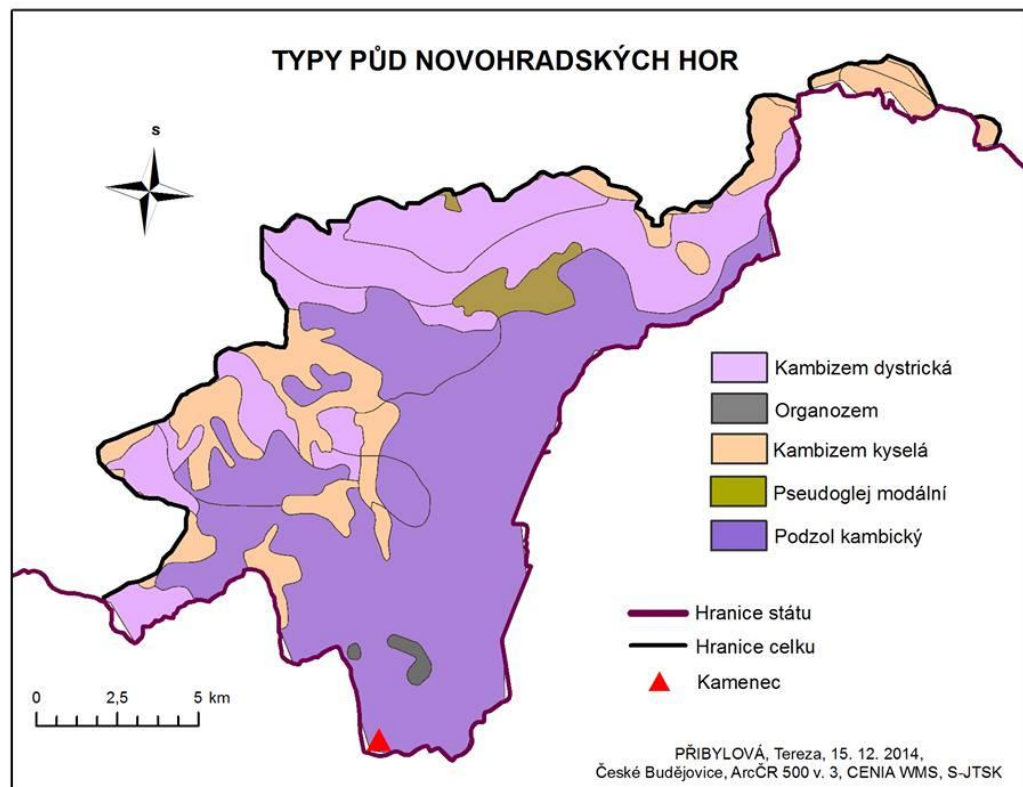 TYPY PŮD NOVOHRADSKÝCH HOR
s
Kambizem dystrická
Organozem
Kambizem kyselá
Pseudoglej modální
Podzol kambický
Hranice státu
Hranice celku
Kamenec
0 2,5 5 km
PŘIBYLOVÁ, Tereza, 15. 12. 2014,
České Budějovice, ArcČR 500 v. 3, CENIA WMS, S-JTSK